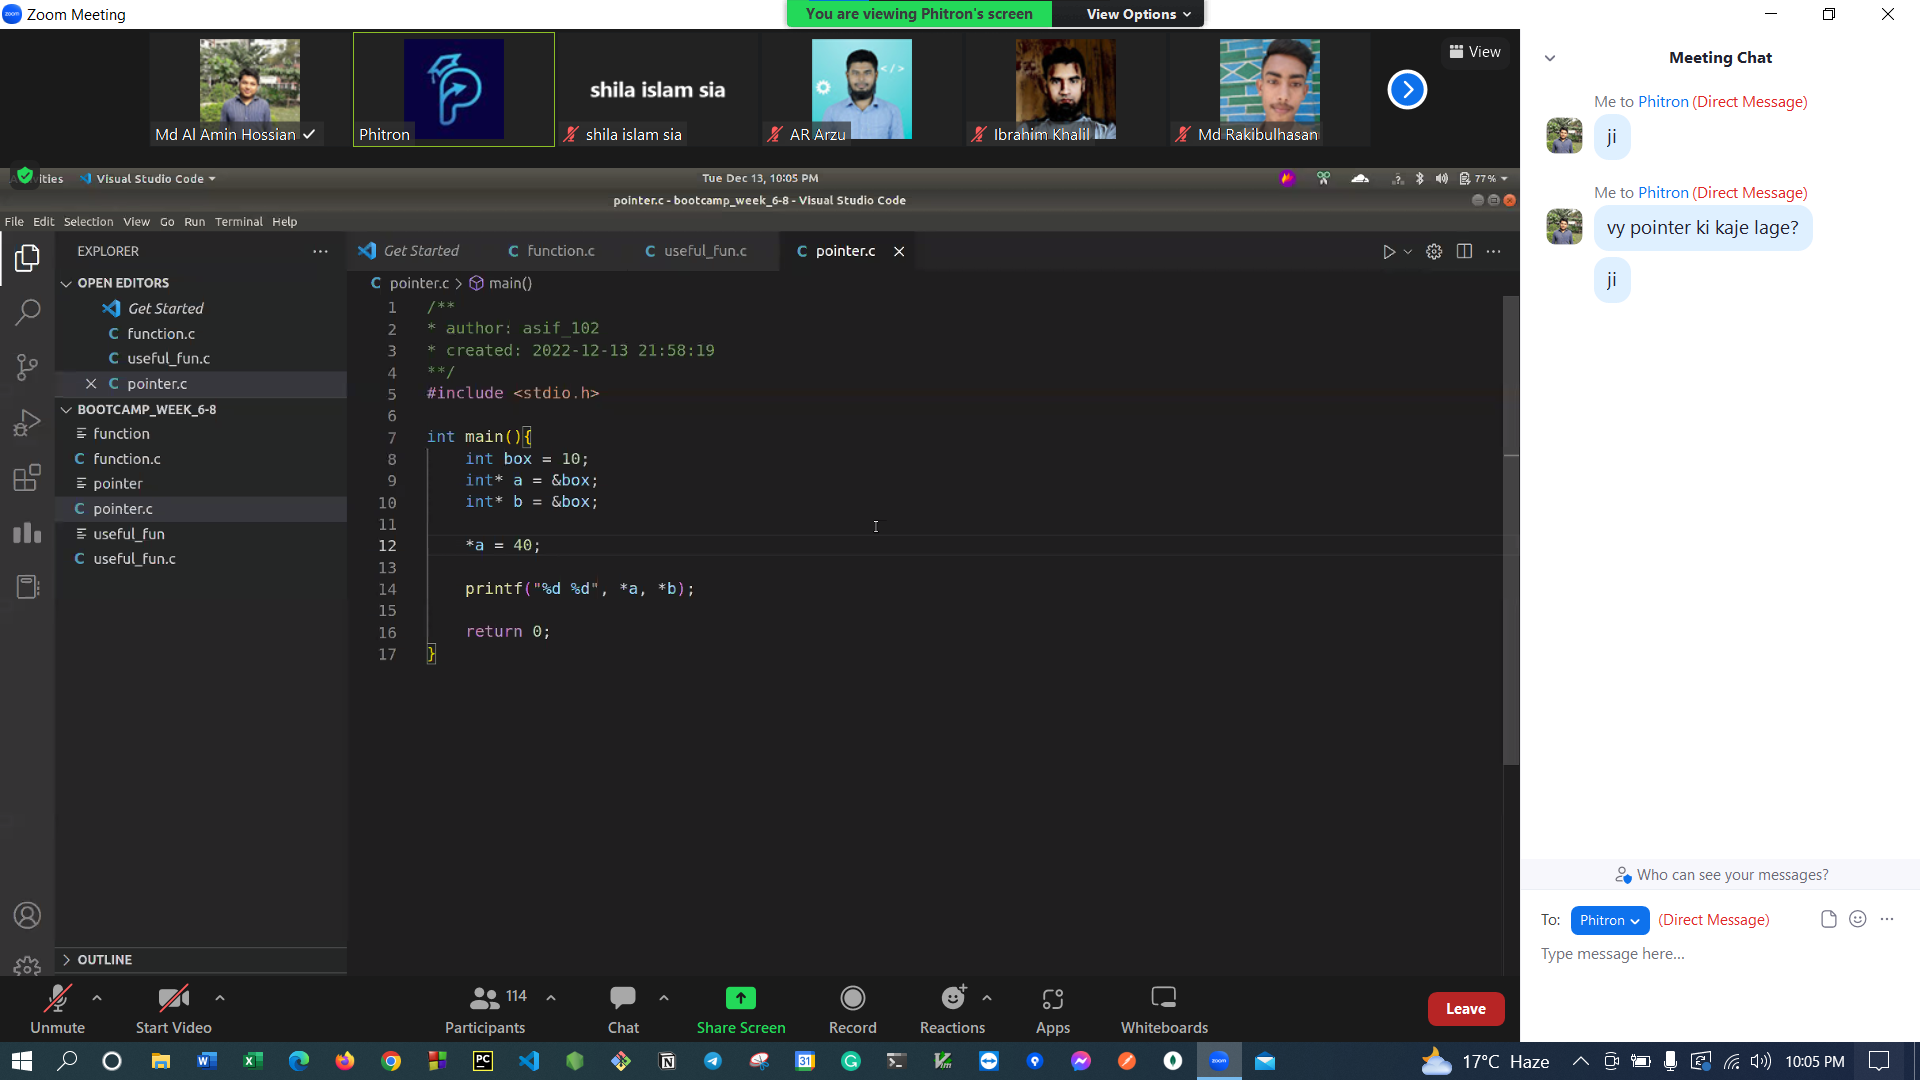 Zoom Meeting
You are viewing Phitron's screen
View Options
View
Md Al Amin Hossian
Phitron
shila islam sia
shila islam sia
AR Arzu
Ibrahim Khalil
Md Rakibulhasan
ities
Visual Studio Code
Tue Dec 13, 10:05 PM
77%
pointer.c - bootcamp_week_6-8 - Visual Studio Code
File Edit Selection View Go Run Terminal Help
EXPLORER
OPEN EDITORS
Get Started
function.c
useful_fun.c
pointer.c
BOOTCAMP_WEEK_6-8
function
function.c
pointer
pointer.c
useful_fun
useful_fun.c
OUTLINE
Get Started
function.c
useful_fun.c
pointer.c
pointer.c > main()
1 /**
2 * author: asif_102
3 * created: 2022-12-13 21:58:19
4 **/
5 #include <stdio.h>
6
7 int main(){
8 int box = 10;
9 int* a = &box;
10 int* b = &box;
11
12 *a = 40;
13
14 printf("%d %d", *a, *b);
15
16 return 0;
17 }
Meeting Chat
Me to Phitron (Direct Message)
ji
Me to Phitron (Direct Message)
vy pointer ki kaje lage?
ji
Who can see your messages?
To: Phitron (Direct Message)
Type message here...
Unmute
Start Video
114
Participants
Chat
Share Screen
Record
Reactions
Apps
Whiteboards
Leave
17°C Haze
10:05 PM